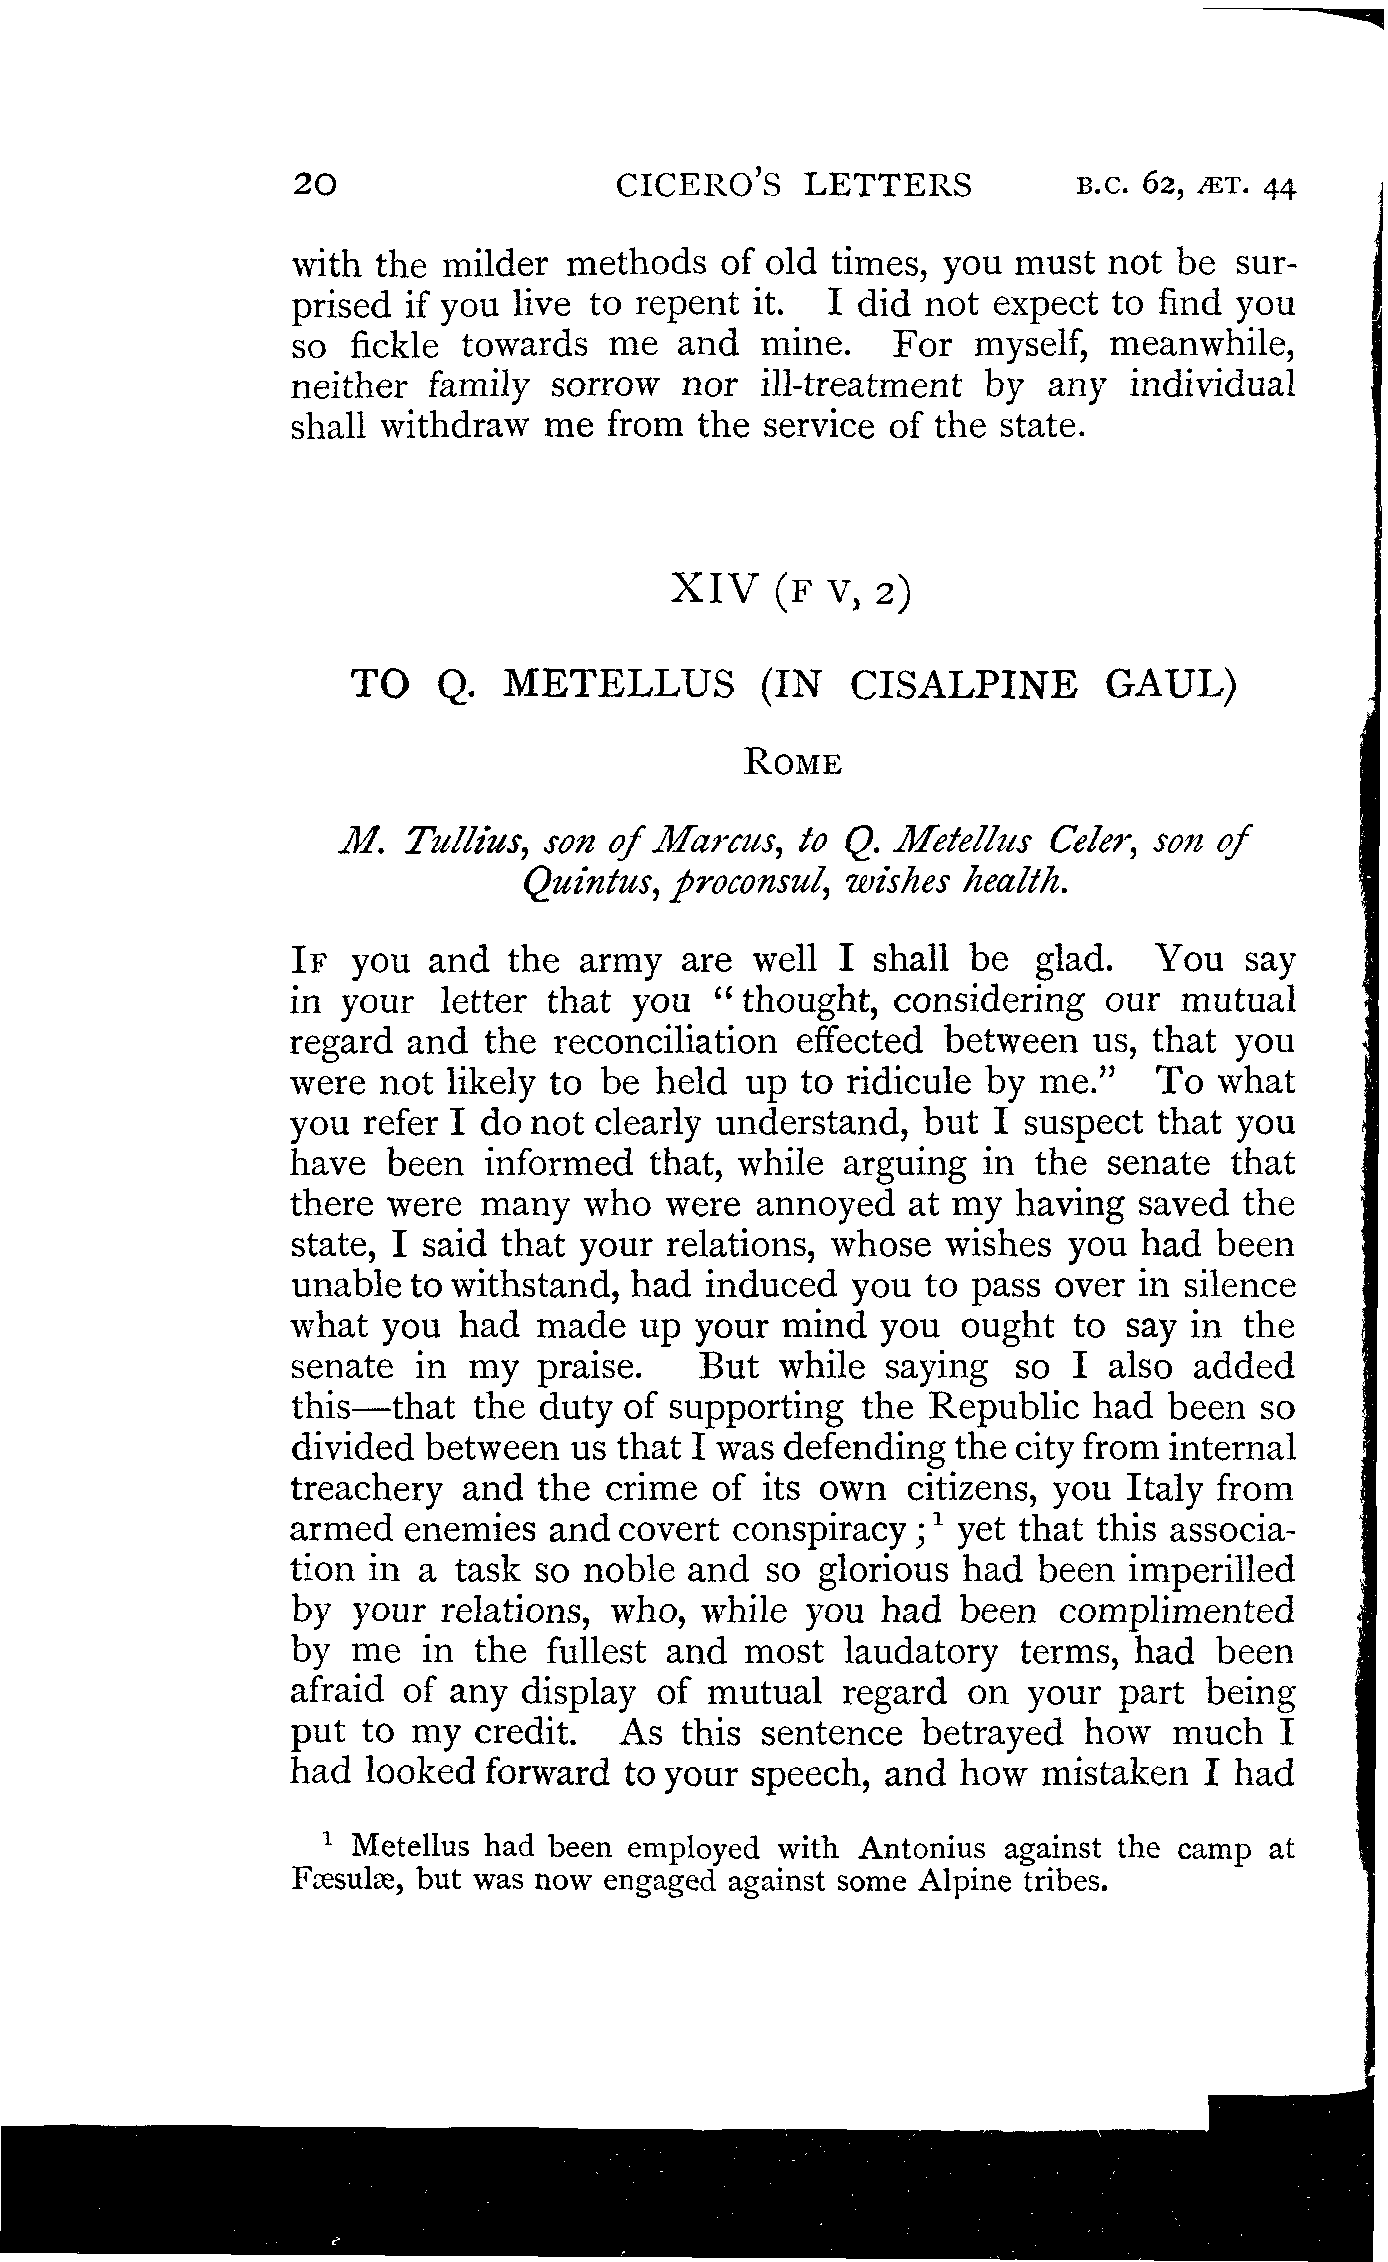 20 CICERO'S LETTERS B.C. 62, ÆT. 44
with the milder methods of old times, you must not be sur-
prised if you live to repent it. I did not expect to find you
so fickle towards me and mine. For myself, meanwhile,
neither family sorrow nor ill-treatment by any individual
shall withdraw me from the service of the state.
XIV (F V, 2)
TO Q. METELLUS (IN CISALPINE GAUL)
ROME
M. Tullius, son of Marcus, to Q. Metellus Celer, son of
Quintus, proconsul, wishes health.
IF you and the army are well I shall be glad. You say
in your letter that you “thought, considering our mutual
regard and the reconciliation effected between us, that you
were not likely to be held up to ridicule by me.” To what
you refer I do not clearly understand, but I suspect that you
have been informed that, while arguing in the senate that
there were many who were annoyed at my having saved the
state, I said that your relations, whose wishes you had been
unable to withstand, had induced you to pass over in silence
what you had made up your mind you ought to say in the
senate in my praise. But while saying so I also added
this—that the duty of supporting the Republic had been so
divided between us that I was defending the city from internal
treachery and the crime of its own citizens, you Italy from
armed enemies and covert conspiracy;¹ yet that this associa-
tion in a task so noble and so glorious had been imperilled
by your relations, who, while you had been complimented
by me in the fullest and most laudatory terms, had been
afraid of any display of mutual regard on your part being
put to my credit. As this sentence betrayed how much I
had looked forward to your speech, and how mistaken I had
¹ Metellus had been employed with Antonius against the camp at
Fæsulæ, but was now engaged against some Alpine tribes.